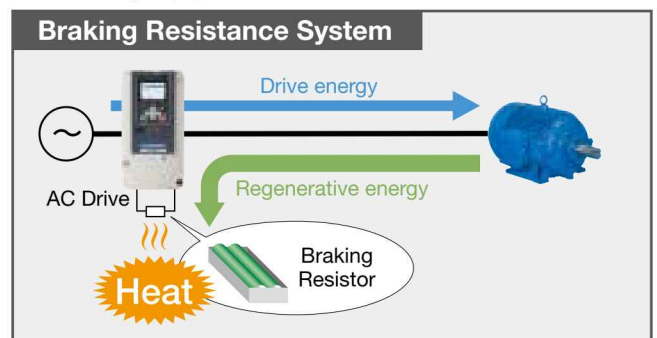 Braking Resistance System
Drive energy
~
Regenerative energy
AC Drive
Braking
Resistor
Heat